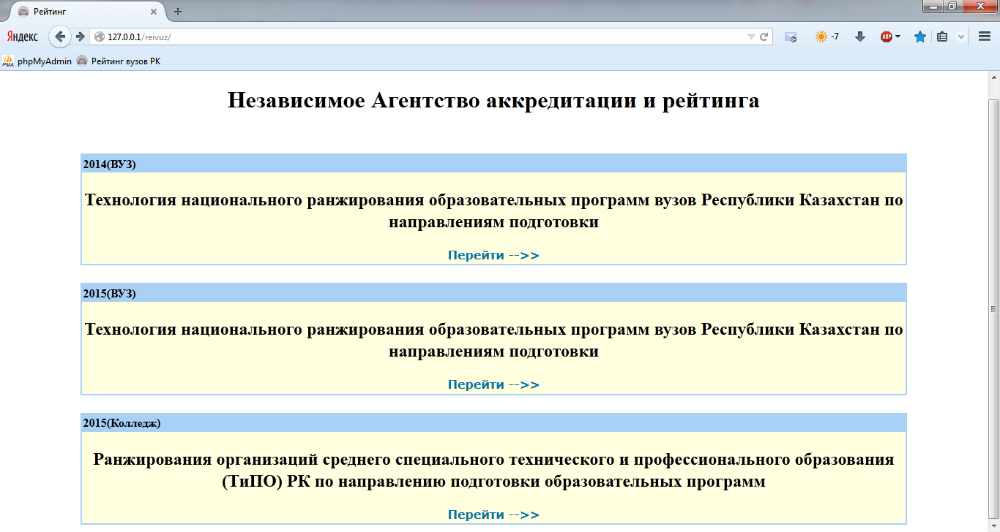 Рейтинг
Яндекс
127.0.0.1/reivuz/
-7
ABP
PMA phpMyAdmin Рейтинг вузов РК
Независимое Агентство аккредитации и рейтинга
2014(ВУЗ)
Технология национального ранжирования образовательных программ вузов Республики Казахстан по
направлениям подготовки
Перейти -->>
2015(ВУЗ)
Технология национального ранжирования образовательных программ вузов Республики Казахстан по
направлениям подготовки
Перейти -->>
2015(Колледж)
Ранжирования организаций среднего специального технического и профессионального образования
(ТиПО) РК по направлению подготовки образовательных программ
Перейти -->>